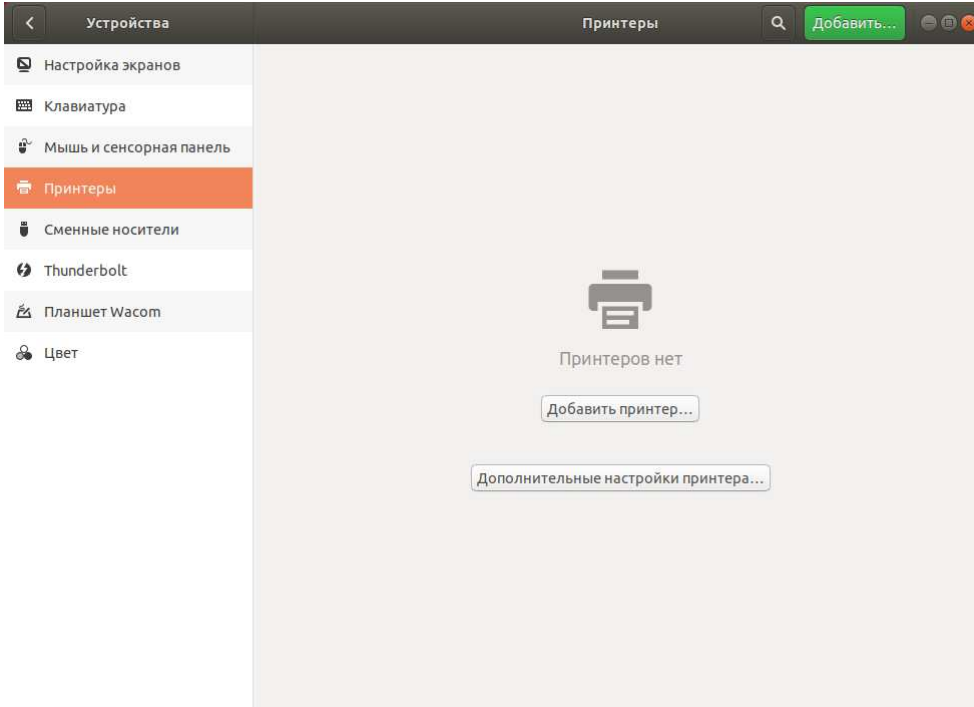 Устройства
Принтеры
Добавить...
Настройка экранов
Клавиатура
Мышь и сенсорная панель
Принтеры
Сменные носители
Thunderbolt
Планшет Wacom
Цвет
Принтеров нет
Добавить принтер...
Дополнительные настройки принтера...